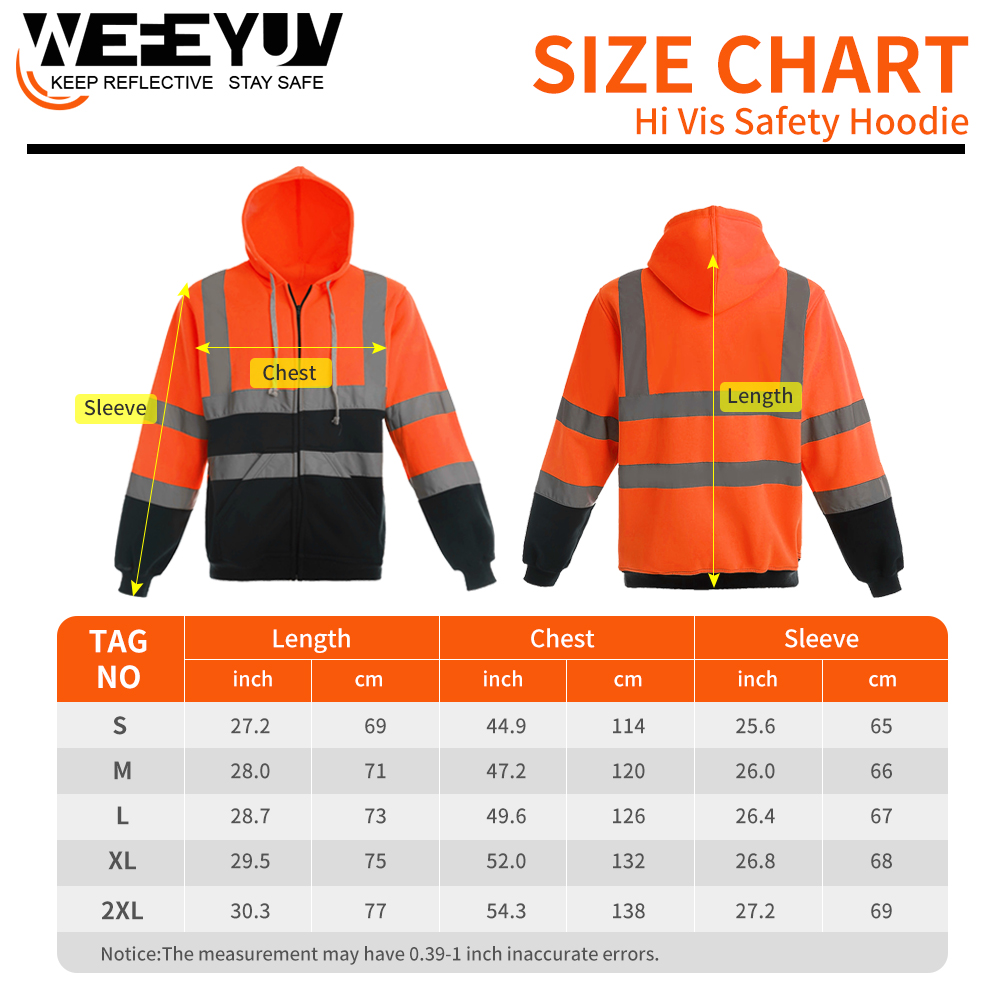 WEFEYUV
KEEP REFLECTIVE STAY SAFE
SIZE CHART
Hi Vis Safety Hoodie
Chest
Sleeve
Length
TAG NO Length Chest Sleeve
inch cm inch cm inch cm
S 27.2 69 44.9 114 25.6 65
M 28.0 71 47.2 120 26.0 66
L 28.7 73 49.6 126 26.4 67
XL 29.5 75 52.0 132 26.8 68
2XL 30.3 77 54.3 138 27.2 69
Notice:The measurement may have 0.39-1 inch inaccurate errors.